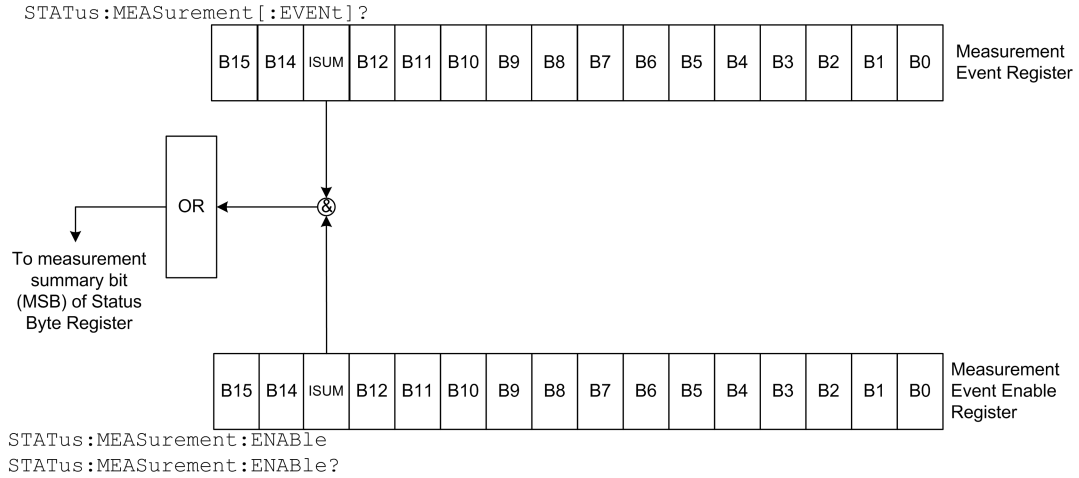 STATus:MEASurement[:EVENt]?
B15 B14 ISUM B12 B11 B10 B9 B8 B7 B6 B5 B4 B3 B2 B1 B0
Measurement
Event Register
OR
&
To measurement
summary bit
(MSB) of Status
Byte Register
B15 B14 ISUM B12 B11 B10 B9 B8 B7 B6 B5 B4 B3 B2 B1 B0
Measurement
Event Enable
Register
STATus:MEASurement:ENABle
STATus:MEASurement:ENABle?